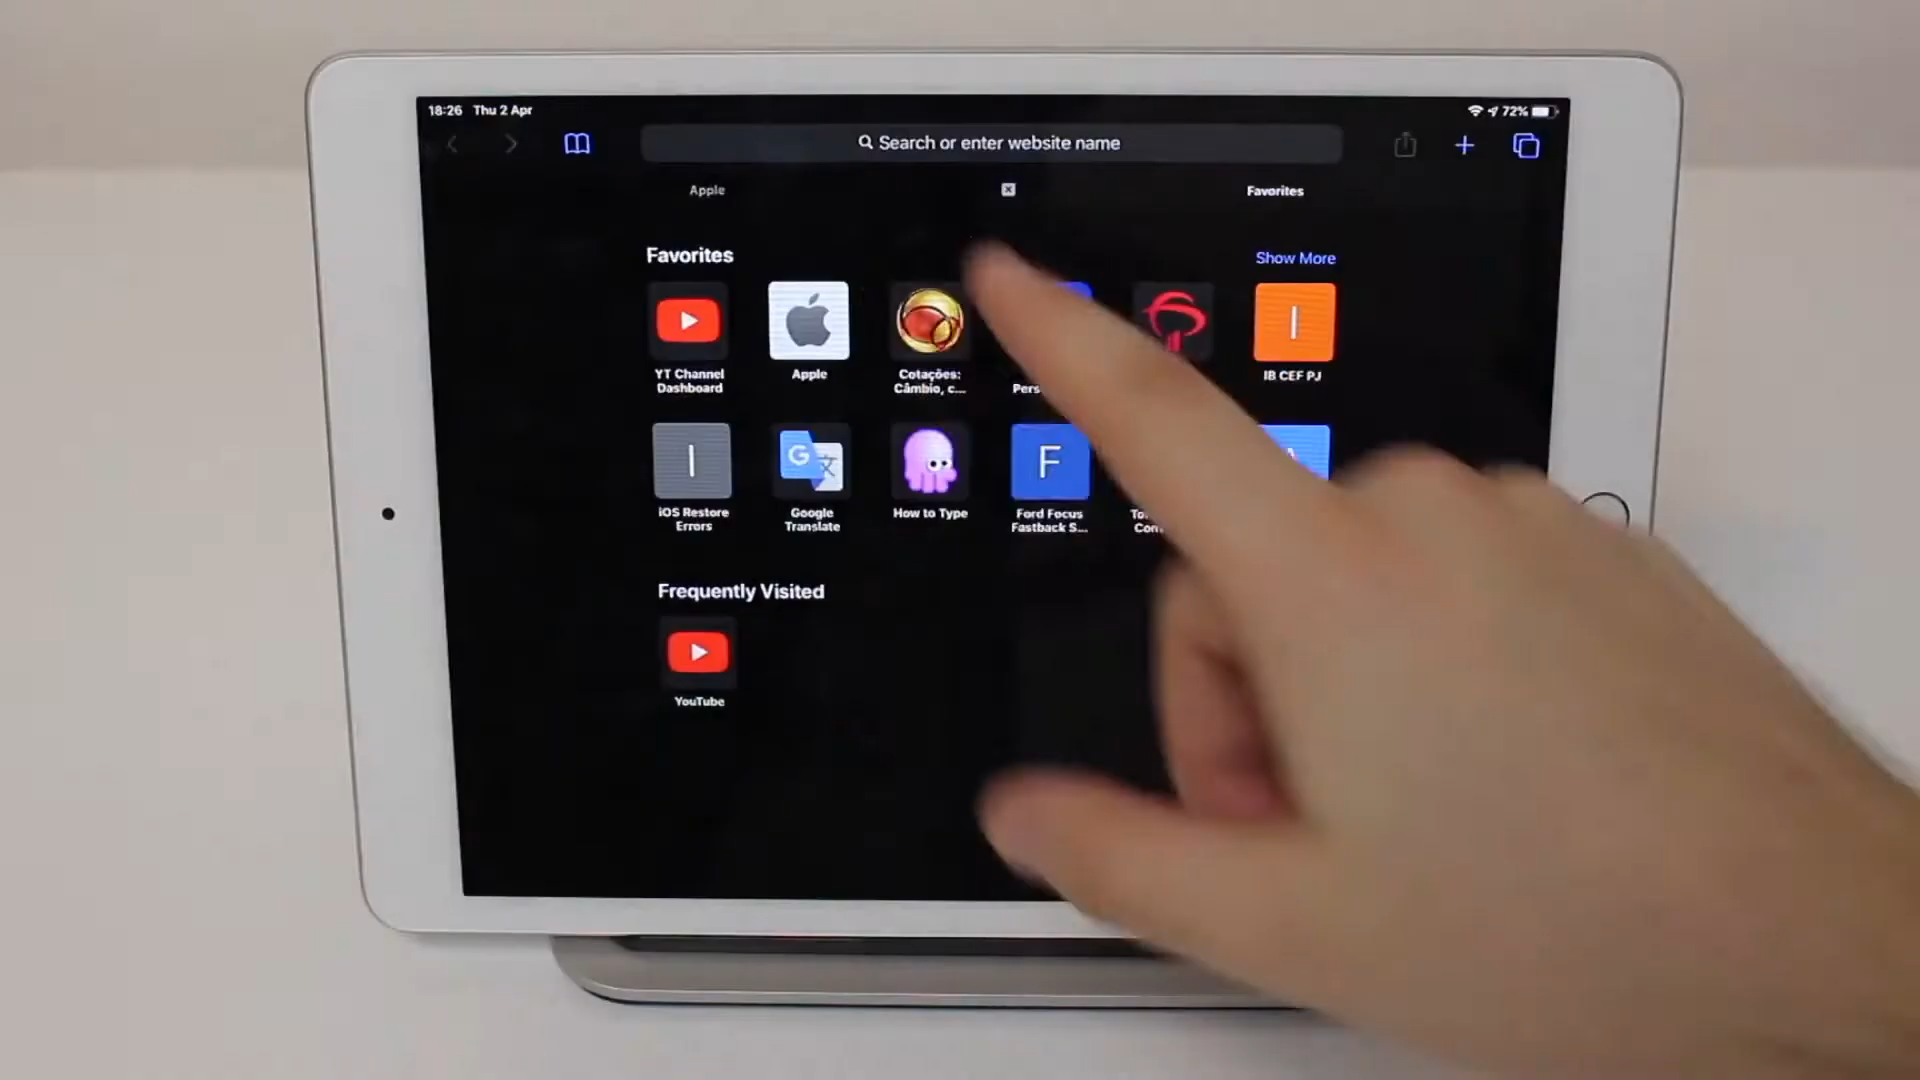 18:26 Thu 2 Apr
72%
Search or enter website name
Apple
Favorites
Favorites
Show More
YT Channel
Dashboard
Apple
Cotações:
Câmbio, c...
I
IB CEF PJ
I
iOS Restore
Errors
Google
Translate
How to Type
F
Ford Focus
Fastback S...
Frequently Visited
YouTube